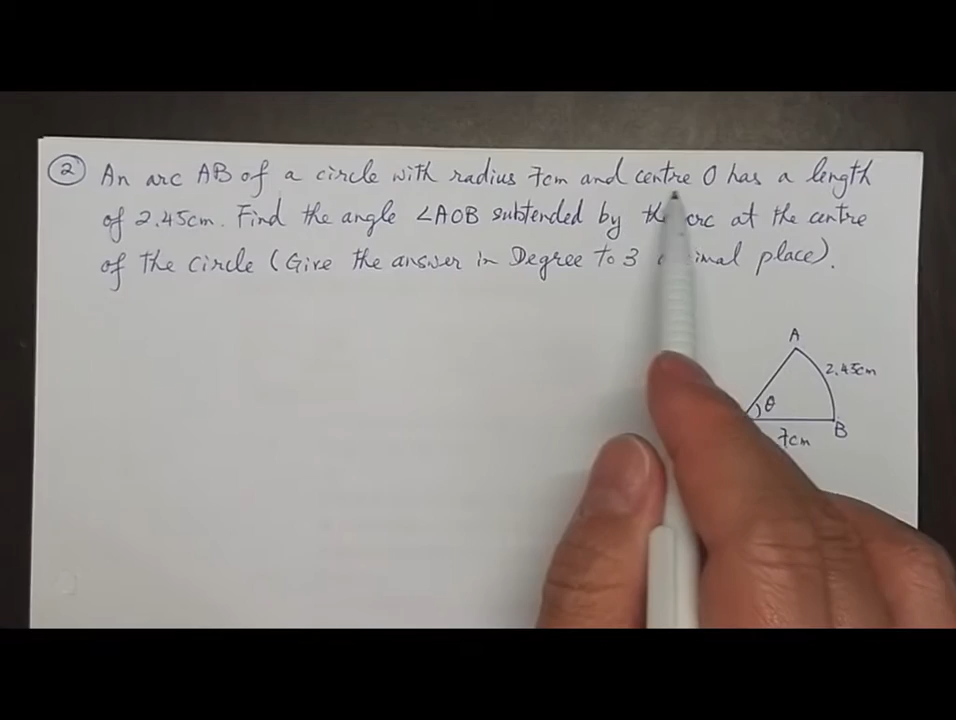 ② An arc AB of a circle with radius 7cm and centre O has a length
of 2.45cm. Find the angle ∠AOB subtended by the arc at the centre
of the circle (Give the answer in Degree to 3 place).
A
2.45cm
θ
B
7cm